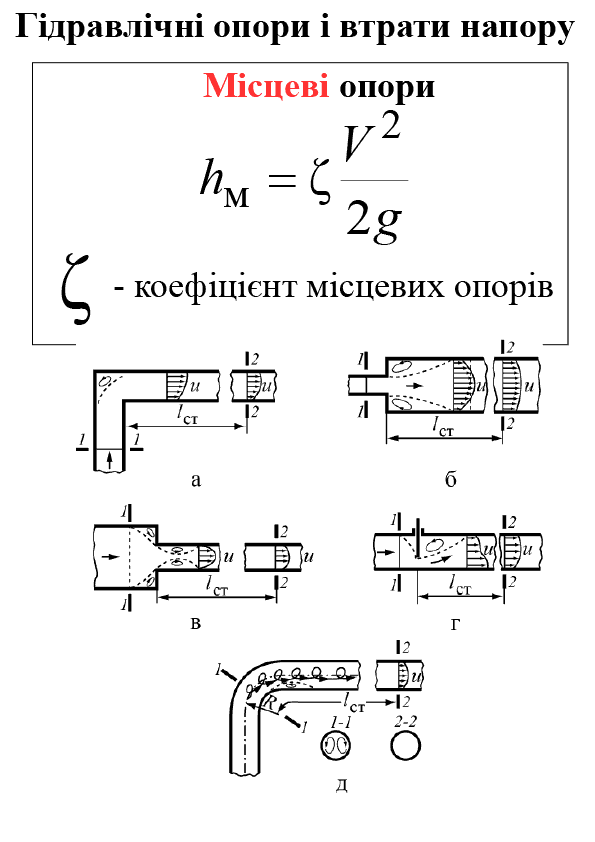 Гідравлічні опори і втрати напору
Місцеві опори
hм = ζ V² / 2g
ζ - коефіцієнт місцевих опорів
1 1 2 2 u lст
а
1 1 2 2 u u lст
б
1 1 2 2 u u lст
в
1 1 2 2 u u lст
г
1 1 2 2 R u lст
1-1 2-2
д